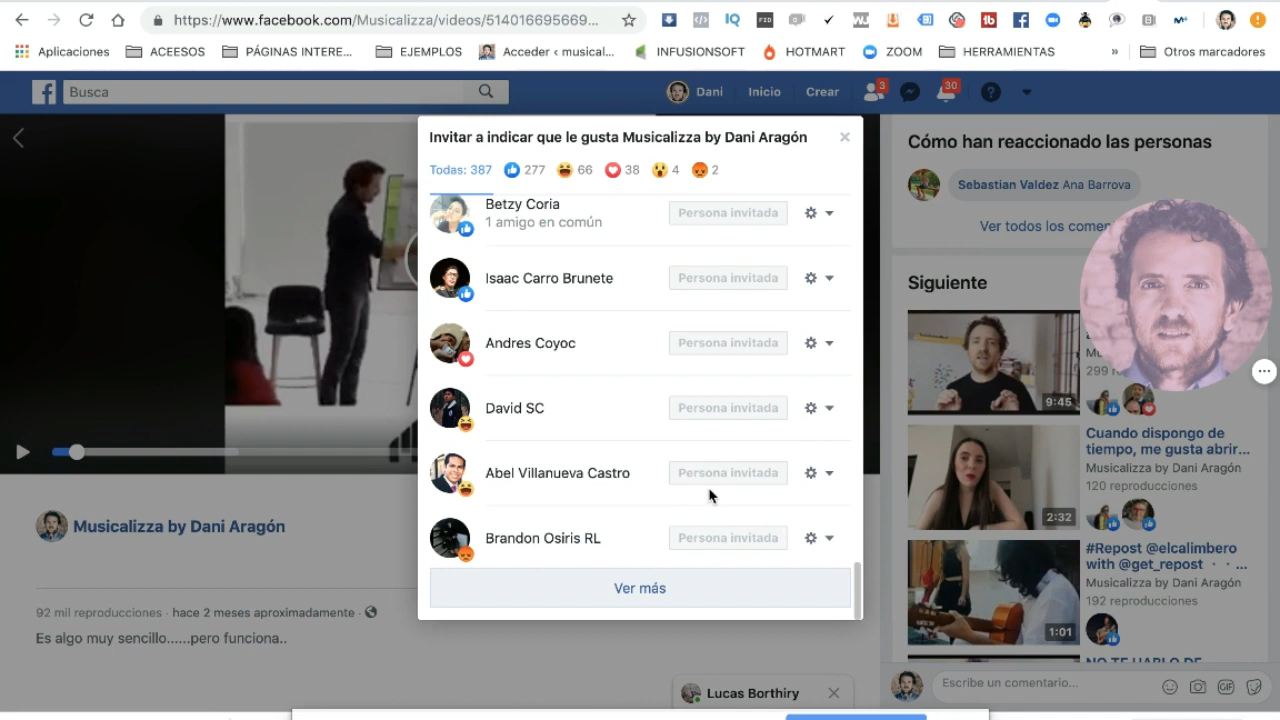 https://www.facebook.com/Musicalizza/videos/514016695669...
Aplicaciones
ACEESOS
PÁGINAS INTERE...
EJEMPLOS
Acceder ‹ musical...
INFUSIONSOFT
HOTMART
ZOOM
HERRAMIENTAS
»
Otros marcadores
Busca
Dani
Inicio
Crear
3
30
Invitar a indicar que le gusta Musicalizza by Dani Aragón
Todas: 387
277
66
38
4
2
Betzy Coria
1 amigo en común
Persona invitada
Isaac Carro Brunete
Persona invitada
Andres Coyoc
Persona invitada
David SC
Persona invitada
Abel Villanueva Castro
Persona invitada
Brandon Osiris RL
Persona invitada
Ver más
Musicalizza by Dani Aragón
92 mil reproducciones · hace 2 meses aproximadamente ·
Es algo muy sencillo......pero funciona..
Cómo han reaccionado las personas
Sebastian Valdez Ana Barrova
Ver todos los comen
Siguiente
9:45
299 r
Cuando dispongo de
tiempo, me gusta abrir...
Musicalizza by Dani Aragón
120 reproducciones
2:32
#Repost @elcalimbero
with @get_repost · · ...
Musicalizza by Dani Aragón
192 reproducciones
1:01
NO TE HABLO DE
Escribe un comentario...
GIF
Lucas Borthiry